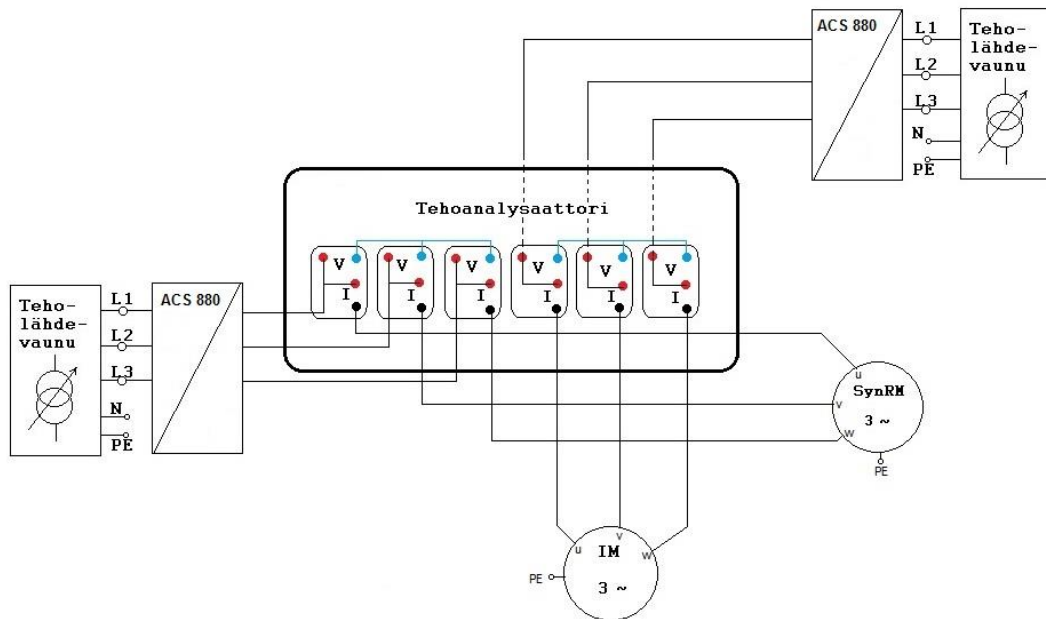 ACS 880
L1
L2
L3
N
PE
Teho-
lähde-
vaunu
Tehoanalysaattori
V
V
V
V
V
V
I
I
I
I
I
I
Teho-
lähde-
vaunu
L1
L2
L3
N
PE
ACS 880
u
v
w
SynRM
3 ~
PE
u
v
w
IM
3 ~
PE